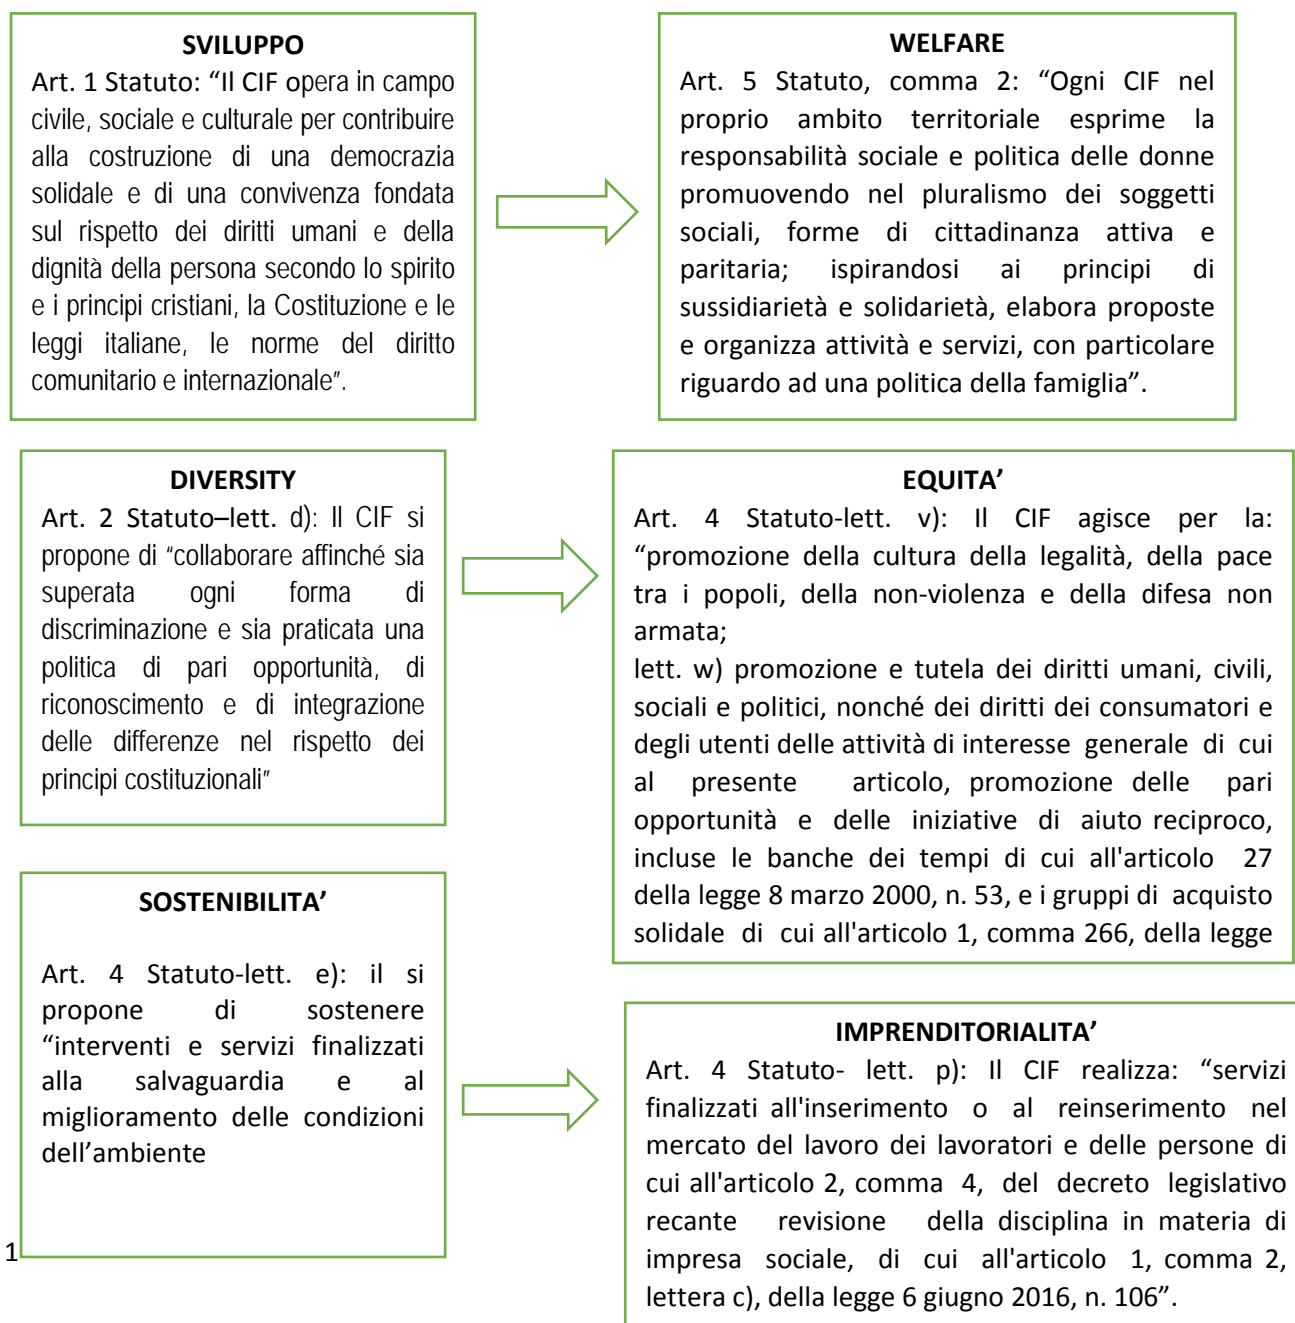 SVILUPPO
Art. 1 Statuto: “Il CIF opera in campo
civile, sociale e culturale per contribuire
alla costruzione di una democrazia
solidale e di una convivenza fondata
sul rispetto dei diritti umani e della
dignità della persona secondo lo spirito
e i principi cristiani, la Costituzione e le
leggi italiane, le norme del diritto
comunitario e internazionale”.
WELFARE
Art. 5 Statuto, comma 2: “Ogni CIF nel
proprio ambito territoriale esprime la
responsabilità sociale e politica delle donne
promuovendo nel pluralismo dei soggetti
sociali, forme di cittadinanza attiva e
paritaria; ispirandosi ai principi di
sussidiarietà e solidarietà, elabora proposte
e organizza attività e servizi, con particolare
riguardo ad una politica della famiglia”.
DIVERSITY
Art. 2 Statuto–lett. d): Il CIF si
propone di “collaborare affinché sia
superata ogni forma di
discriminazione e sia praticata una
politica di pari opportunità, di
riconoscimento e di integrazione
delle differenze nel rispetto dei
principi costituzionali”
EQUITA’
Art. 4 Statuto-lett. v): Il CIF agisce per la:
“promozione della cultura della legalità, della pace
tra i popoli, della non-violenza e della difesa non
armata;
lett. w) promozione e tutela dei diritti umani, civili,
sociali e politici, nonché dei diritti dei consumatori e
degli utenti delle attività di interesse generale di cui
al presente articolo, promozione delle pari
opportunità e delle iniziative di aiuto reciproco,
incluse le banche dei tempi di cui all'articolo 27
della legge 8 marzo 2000, n. 53, e i gruppi di acquisto
solidale di cui all'articolo 1, comma 266, della legge
SOSTENIBILITA’
Art. 4 Statuto-lett. e): il si
propone di sostenere
“interventi e servizi finalizzati
alla salvaguardia e al
miglioramento delle condizioni
dell’ambiente
IMPRENDITORIALITA’
Art. 4 Statuto- lett. p): Il CIF realizza: “servizi
finalizzati all'inserimento o al reinserimento nel
mercato del lavoro dei lavoratori e delle persone di
cui all'articolo 2, comma 4, del decreto legislativo
recante revisione della disciplina in materia di
impresa sociale, di cui all'articolo 1, comma 2,
lettera c), della legge 6 giugno 2016, n. 106”.
1